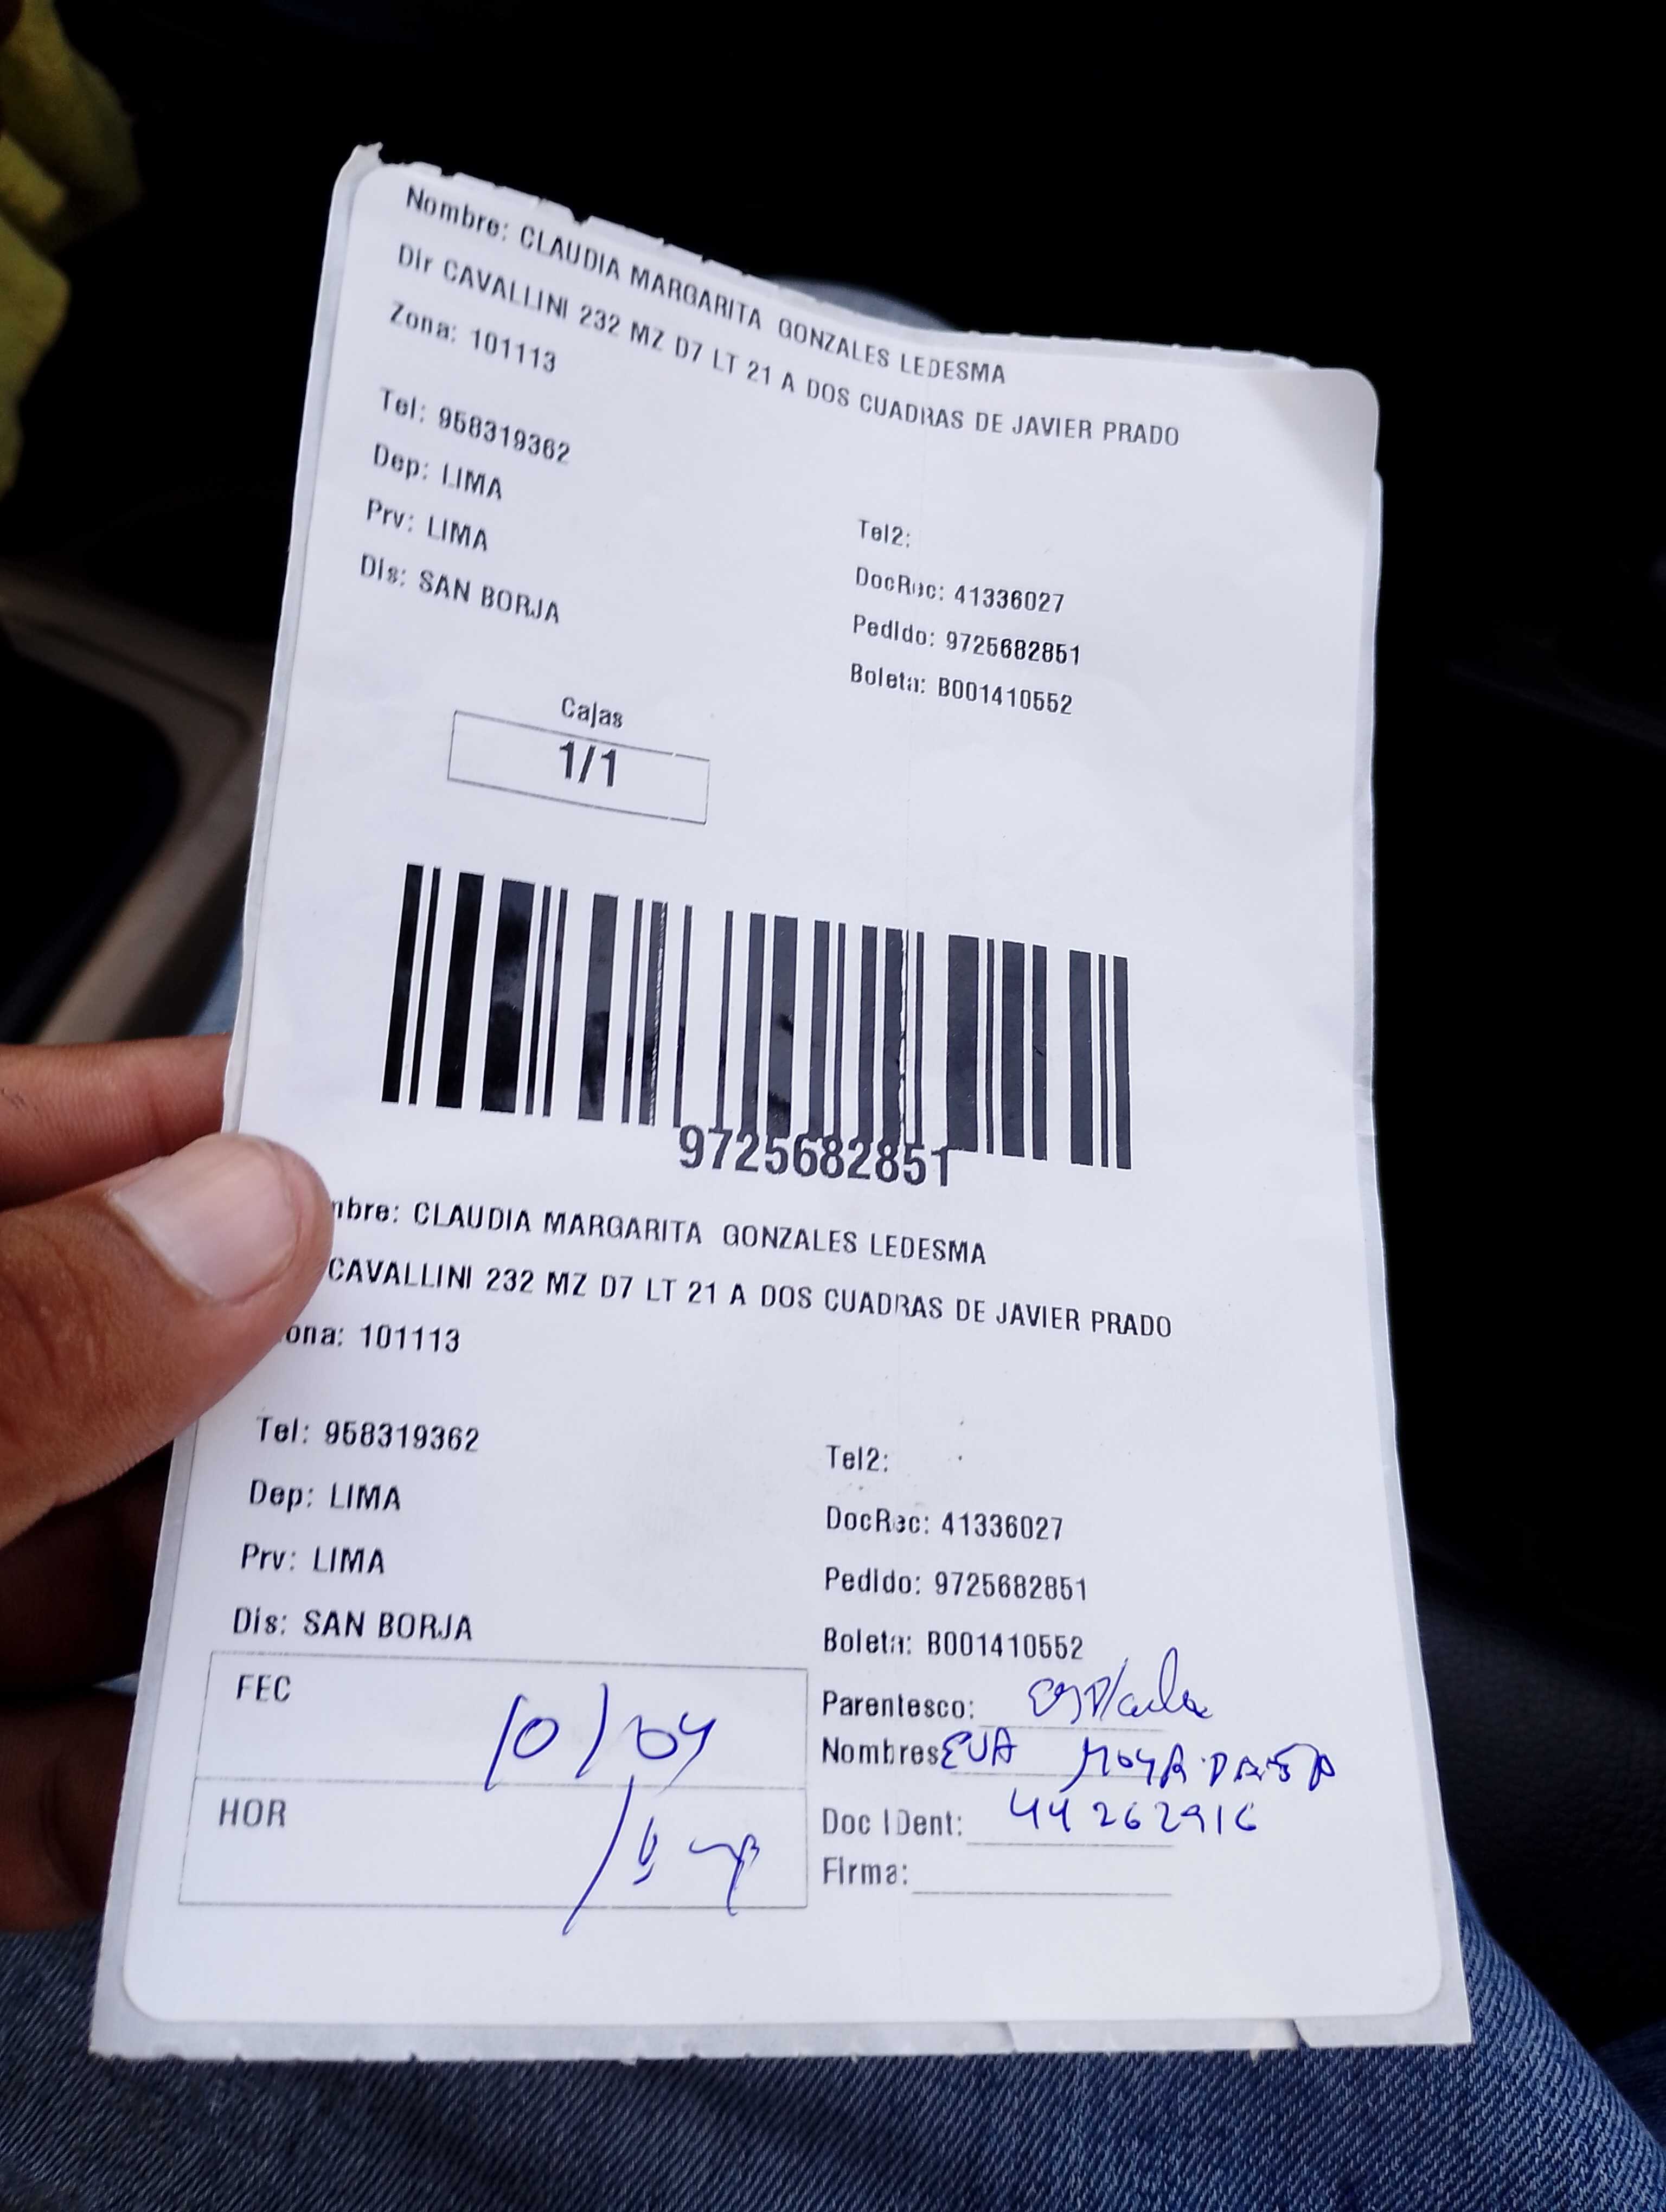 Nombre: CLAUDIA MARGARITA GONZALES LEDESMA
Dir CAVALLINI 232 MZ D7 LT 21 A DOS CUADRAS DE JAVIER PRADO
Zona: 101113
Tel: 958319362
Dep: LIMA
Tel2:
Prv: LIMA
DocRec: 41336027
Dis: SAN BORJA
Pedido: 9725682851
Boleta: B001410552
Cajas
1/1
9725682851
mbre: CLAUDIA MARGARITA GONZALES LEDESMA
CAVALLINI 232 MZ D7 LT 21 A DOS CUADRAS DE JAVIER PRADO
ona: 101113
Tel: 958319362
Tel2:
Dep: LIMA
DocRec: 41336027
Prv: LIMA
Pedido: 9725682851
Dis: SAN BORJA
Boleta: B001410552
FEC 10/04
Parentesco:
Nombres EVA MOYA
HOR
Doc IDent: 44262916
Firma: